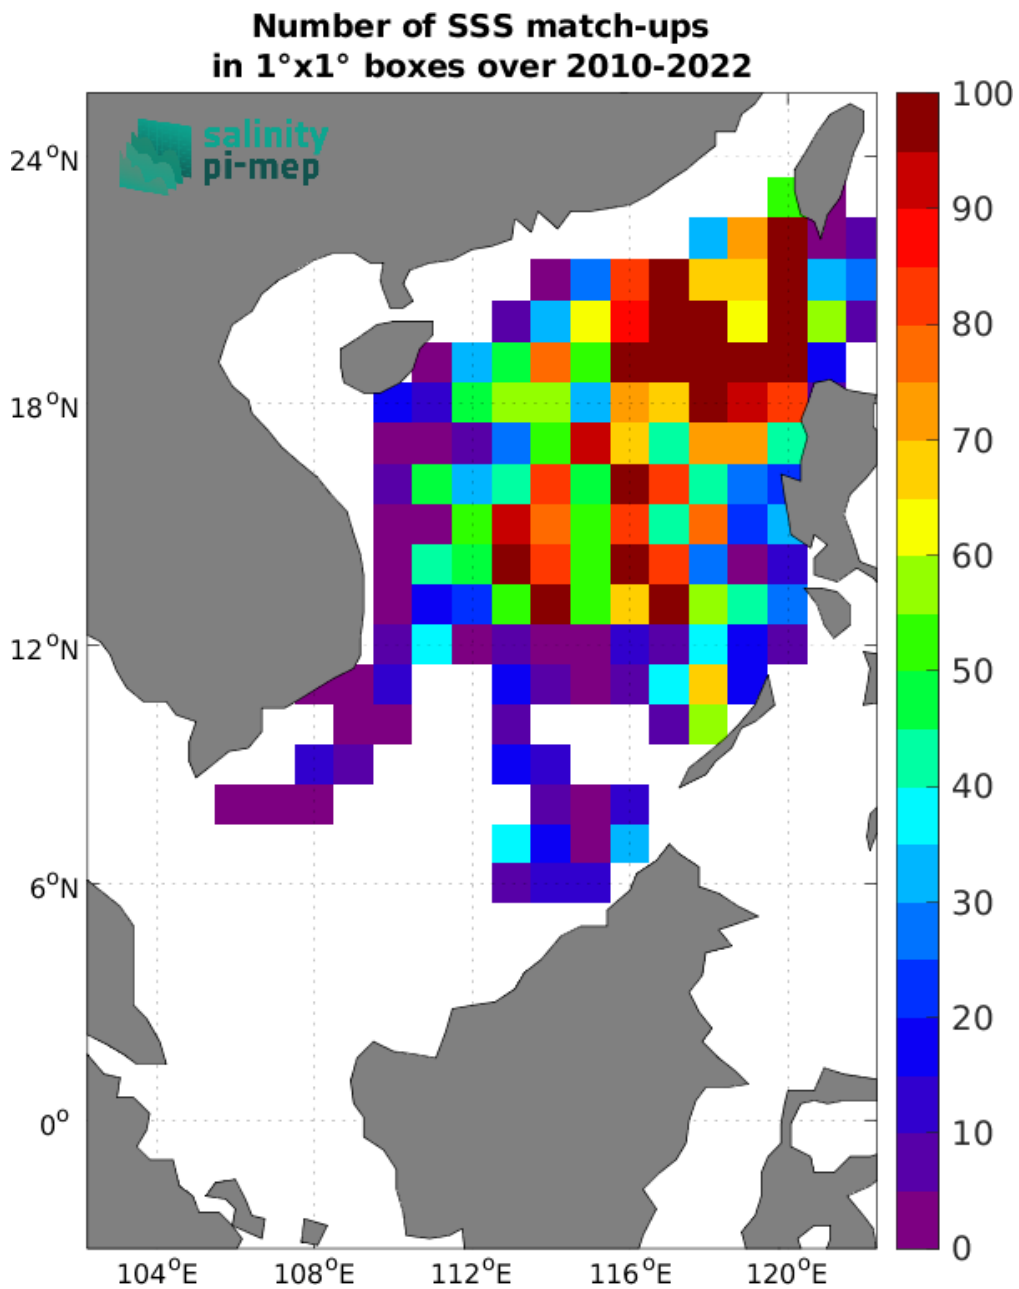 Number of SSS match-ups
in 1°x1° boxes over 2010-2022
salinity
pi-mep
24°N
18°N
12°N
6°N
0°
104°E 108°E 112°E 116°E 120°E
100
90
80
70
60
50
40
30
20
10
0